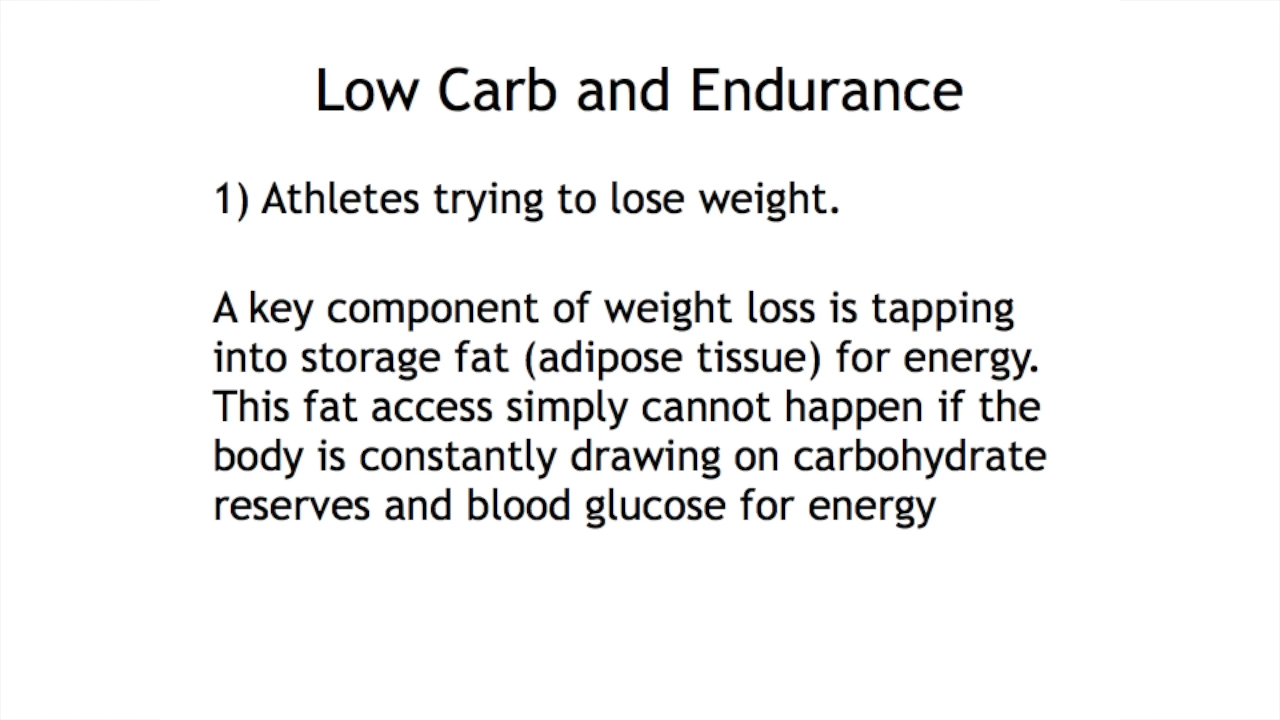 Low Carb and Endurance
1) Athletes trying to lose weight.
A key component of weight loss is tapping
into storage fat (adipose tissue) for energy.
This fat access simply cannot happen if the
body is constantly drawing on carbohydrate
reserves and blood glucose for energy